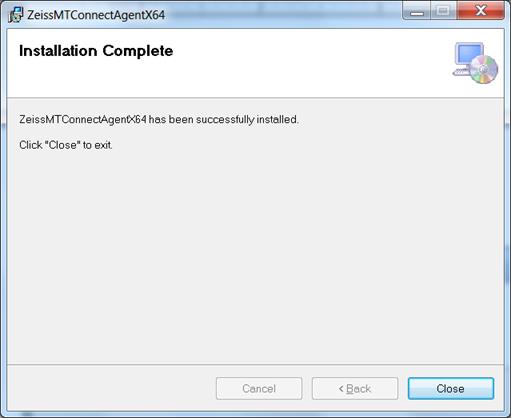 ZeissMTConnectAgentX64
Installation Complete
ZeissMTConnectAgentX64 has been successfully installed.
Click "Close" to exit.
Cancel
< Back
Close